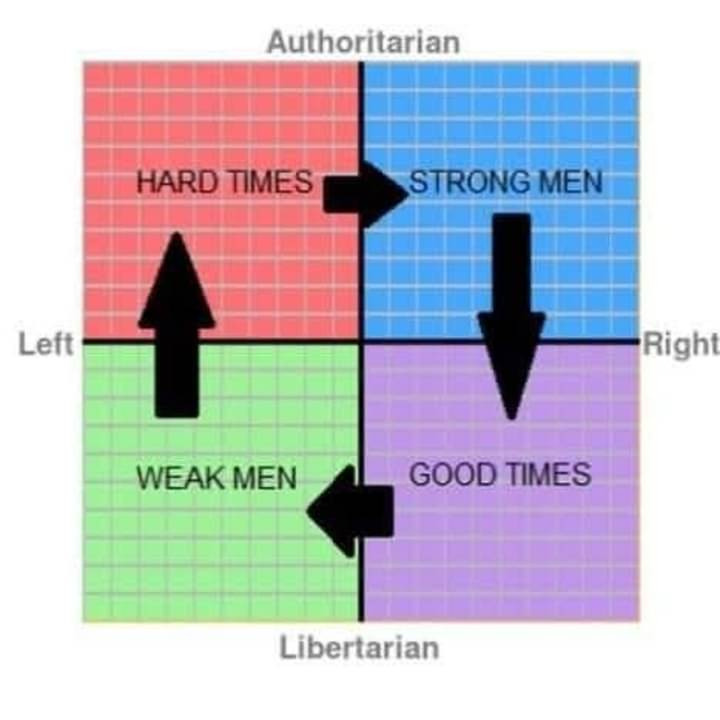 Authoritarian
HARD TIMES
STRONG MEN
Left
Right
WEAK MEN
GOOD TIMES
Libertarian